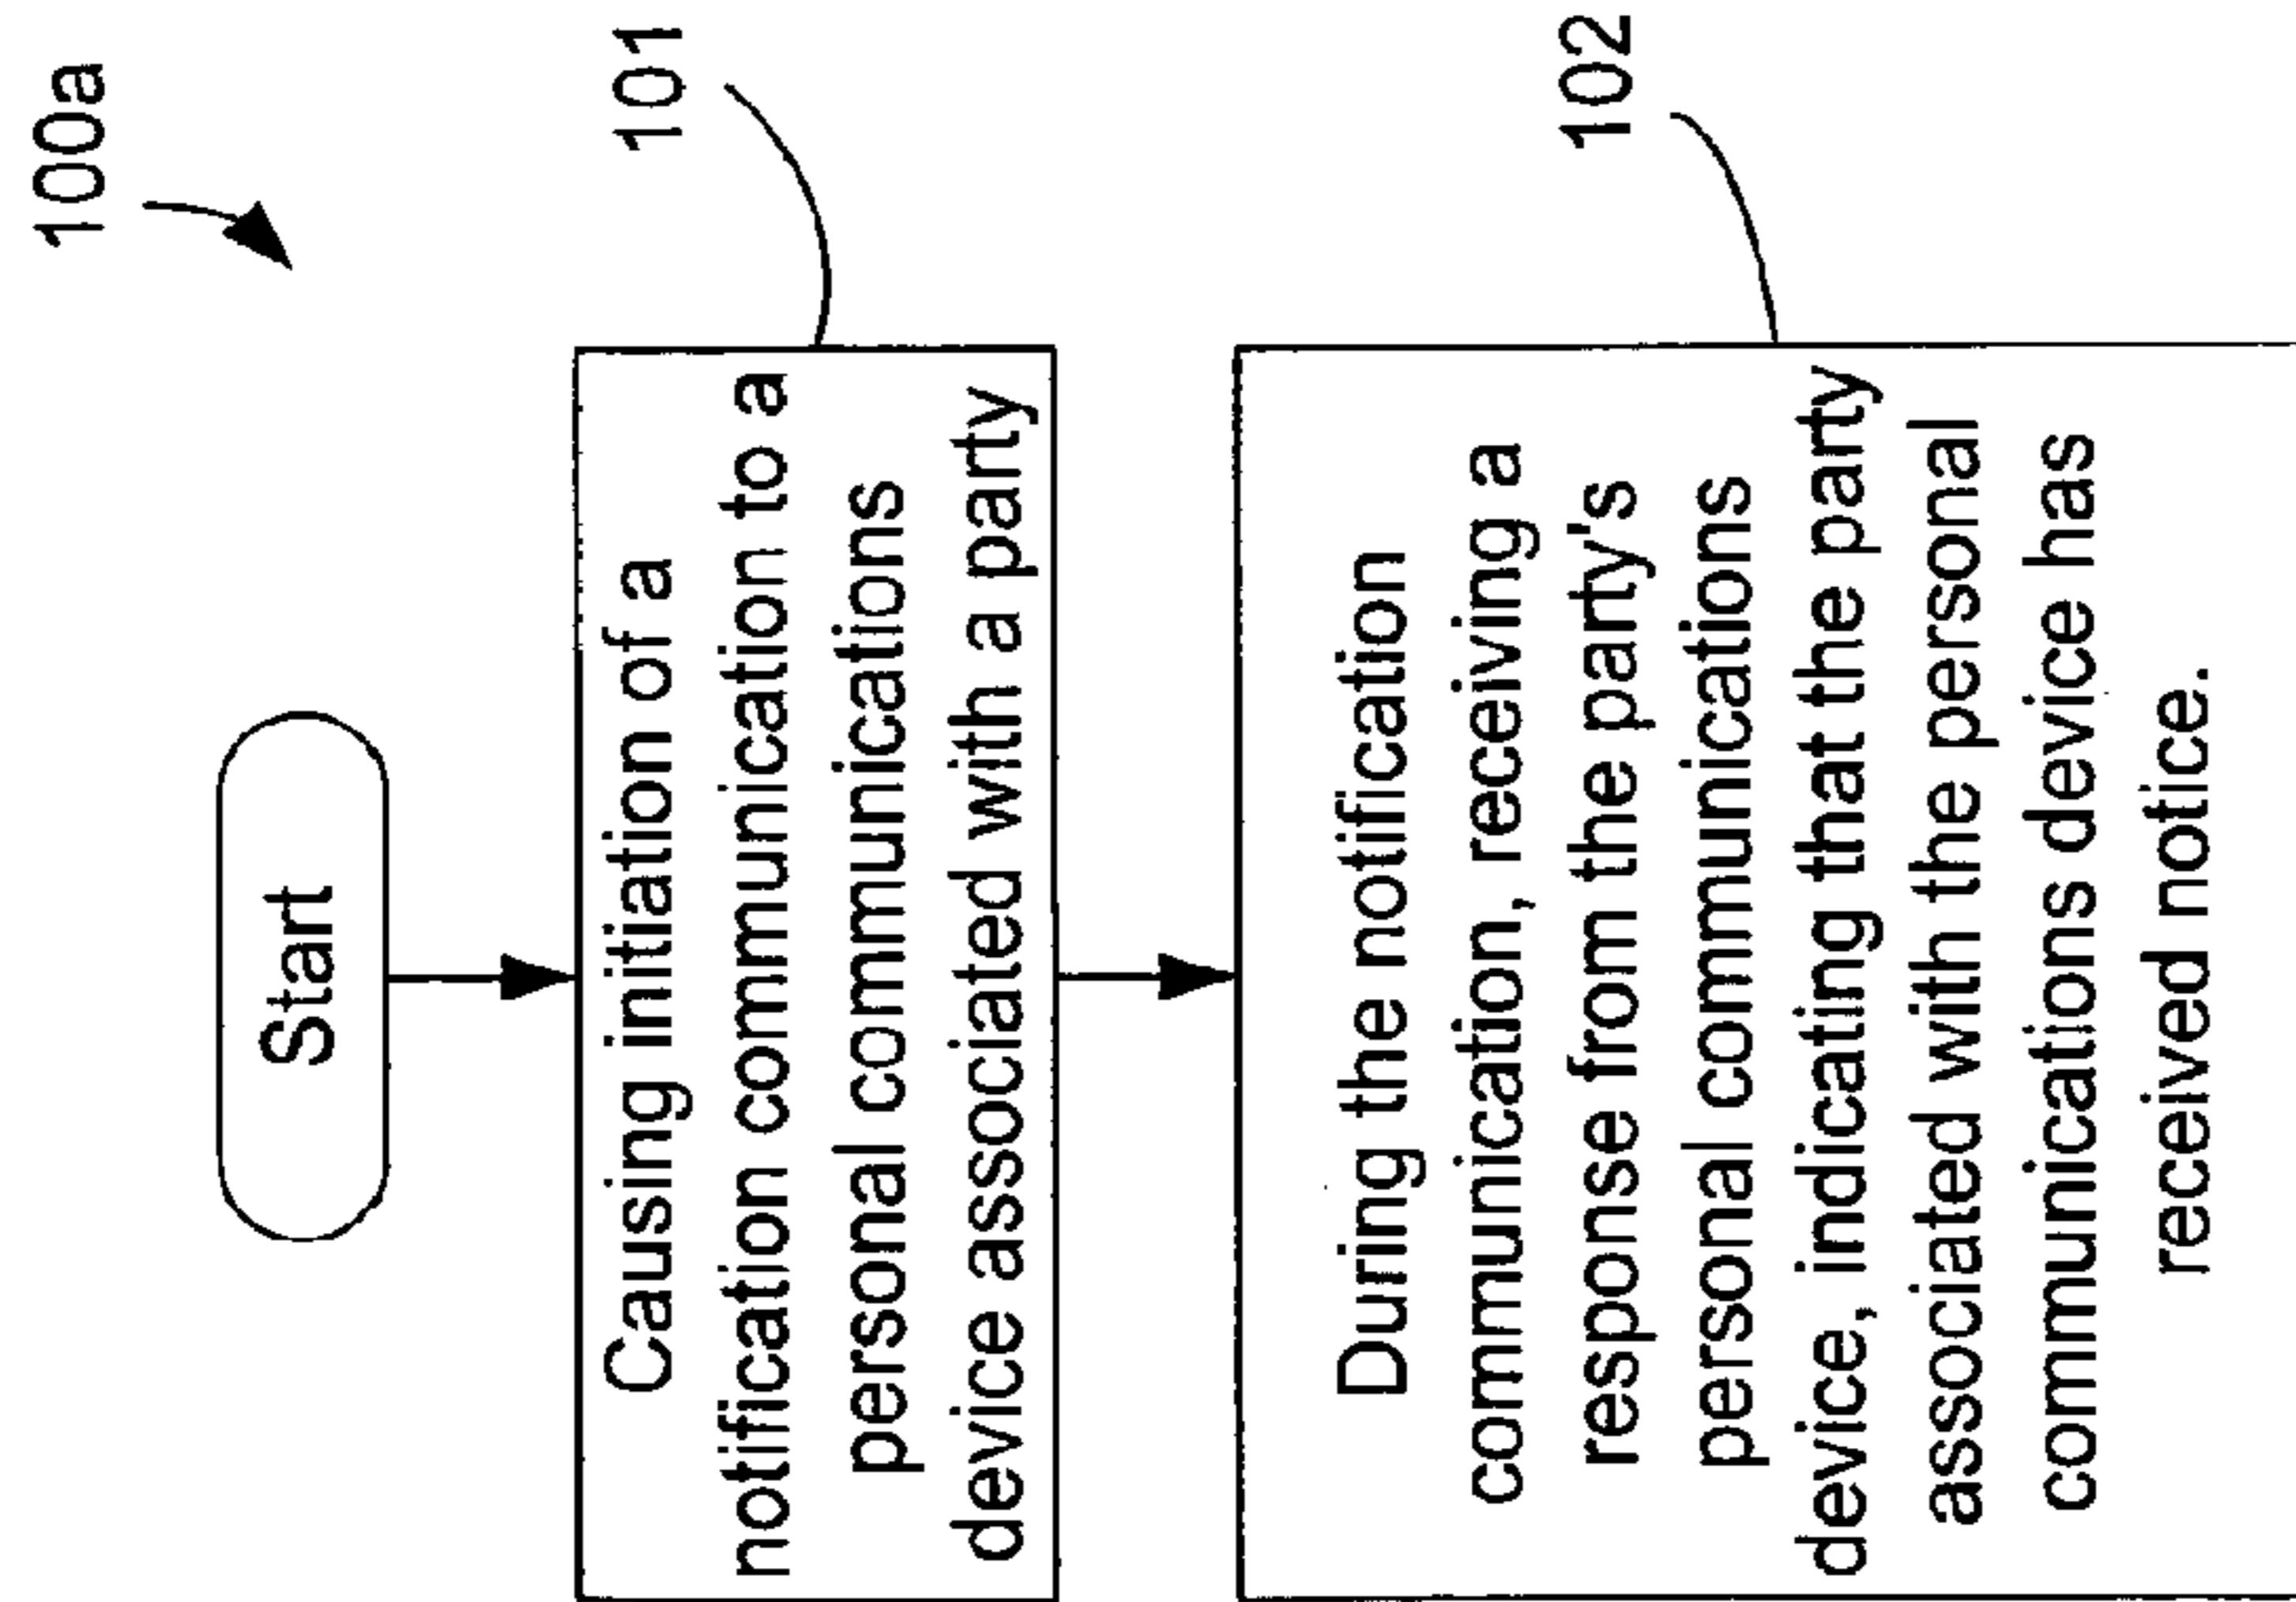 100a
Start
101
Causing initiation of a
notification communication to a
personal communications
device associated with a party
102
During the notification
communication, receiving a
response from the party's
personal communications
device, indicating that the party
associated with the personal
communications device has
received notice.